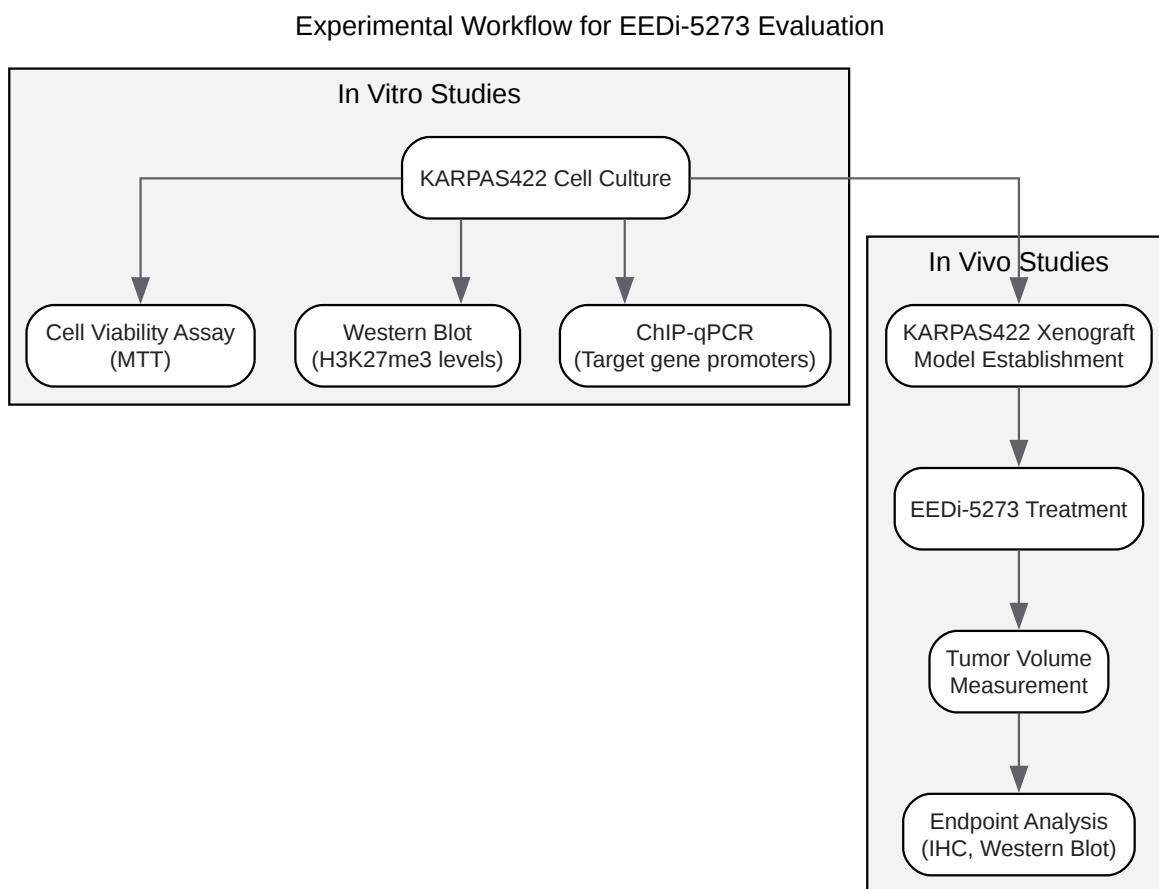 Experimental Workflow for EEDi-5273 Evaluation
In Vitro Studies
KARPAS422 Cell Culture
Cell Viability Assay
(MTT)
Western Blot
(H3K27me3 levels)
ChIP-qPCR
(Target gene promoters)
In Vivo Studies
KARPAS422 Xenograft
Model Establishment
EEDi-5273 Treatment
Tumor Volume
Measurement
Endpoint Analysis
(IHC, Western Blot)